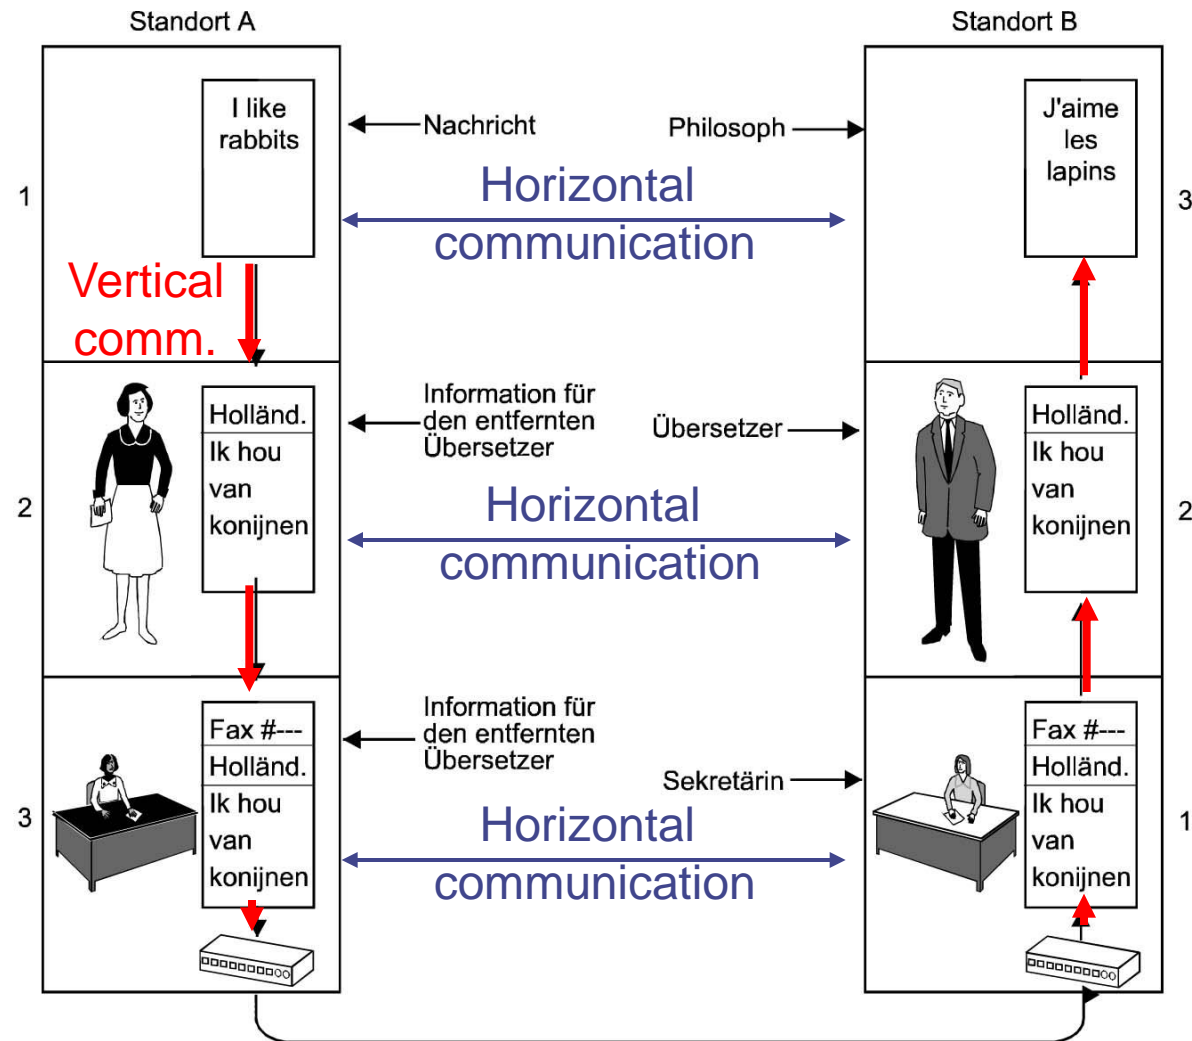 Standort A
Standort B
I like
rabbits
Nachricht
Philosoph
J'aime
les
lapins
1
Horizontal
communication
3
Vertical
comm.
Holländ.
Ik hou
van
konijnen
Information für
den entfernten
Übersetzer
Übersetzer
Holländ.
Ik hou
van
konijnen
2
Horizontal
communication
2
Fax #---
Holländ.
Ik hou
van
konijnen
Information für
den entfernten
Übersetzer
Sekretärin
Fax #---
Holländ.
Ik hou
van
konijnen
3
Horizontal
communication
1